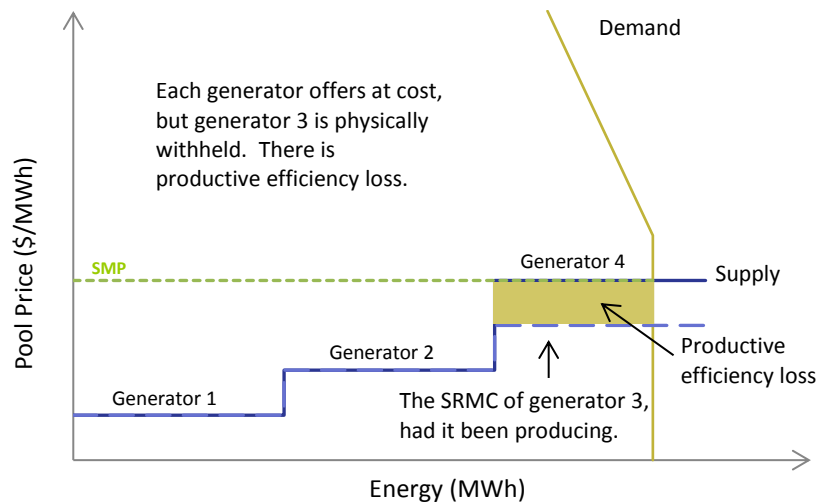 Demand
Each generator offers at cost,
but generator 3 is physically
withheld. There is
productive efficiency loss.
Pool Price ($/MWh)
SMP
Generator 4
Supply
Generator 2
Productive
efficiency loss
Generator 1
The SRMC of generator 3,
had it been producing.
Energy (MWh)